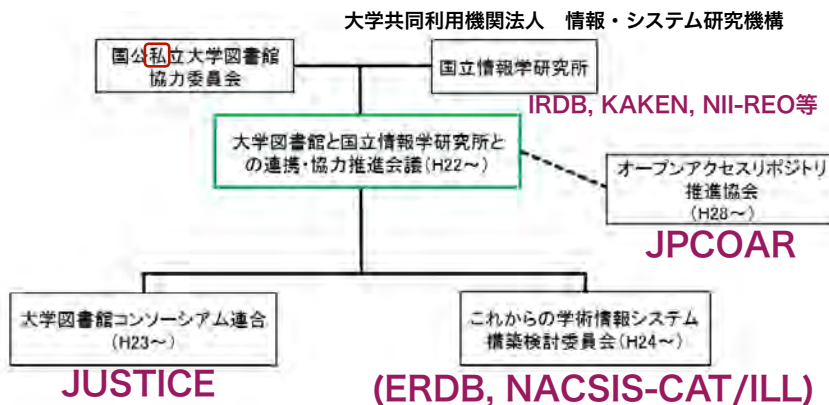 大学共同利用機関法人　情報・システム研究機構
国公私立大学図書館
協力委員会
国立情報学研究所
IRDB, KAKEN, NII-REO等
大学図書館と国立情報学研究所と
の連携・協力推進会議(H22～)
オープンアクセスリポジトリ
推進協会
(H28～)
JPCOAR
大学図書館コンソーシアム連合
(H23～)
JUSTICE
これからの学術情報システム
構築検討委員会(H24～)
(ERDB, NACSIS-CAT/ILL)